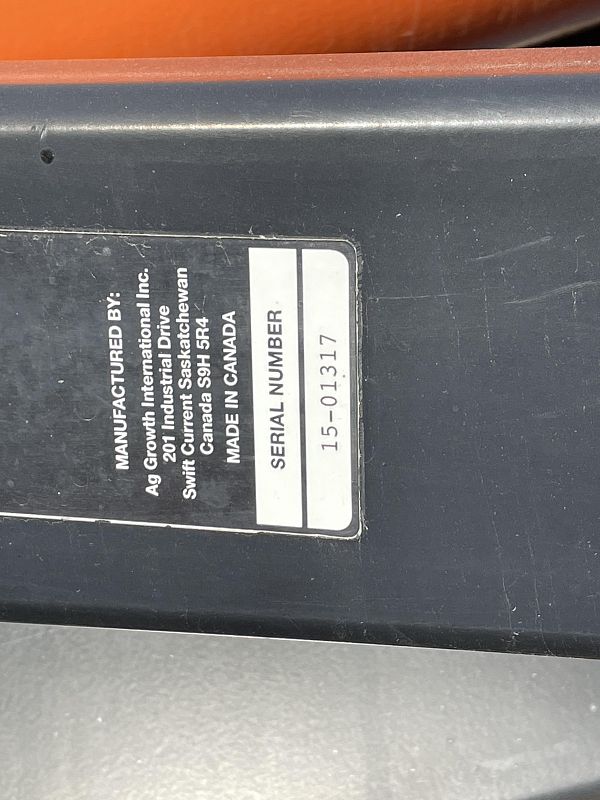 MANUFACTURED BY:
Ag Growth International Inc.
201 Industrial Drive
Swift Current Saskatchewan
Canada S9H 5R4
MADE IN CANADA
SERIAL NUMBER
15-01317